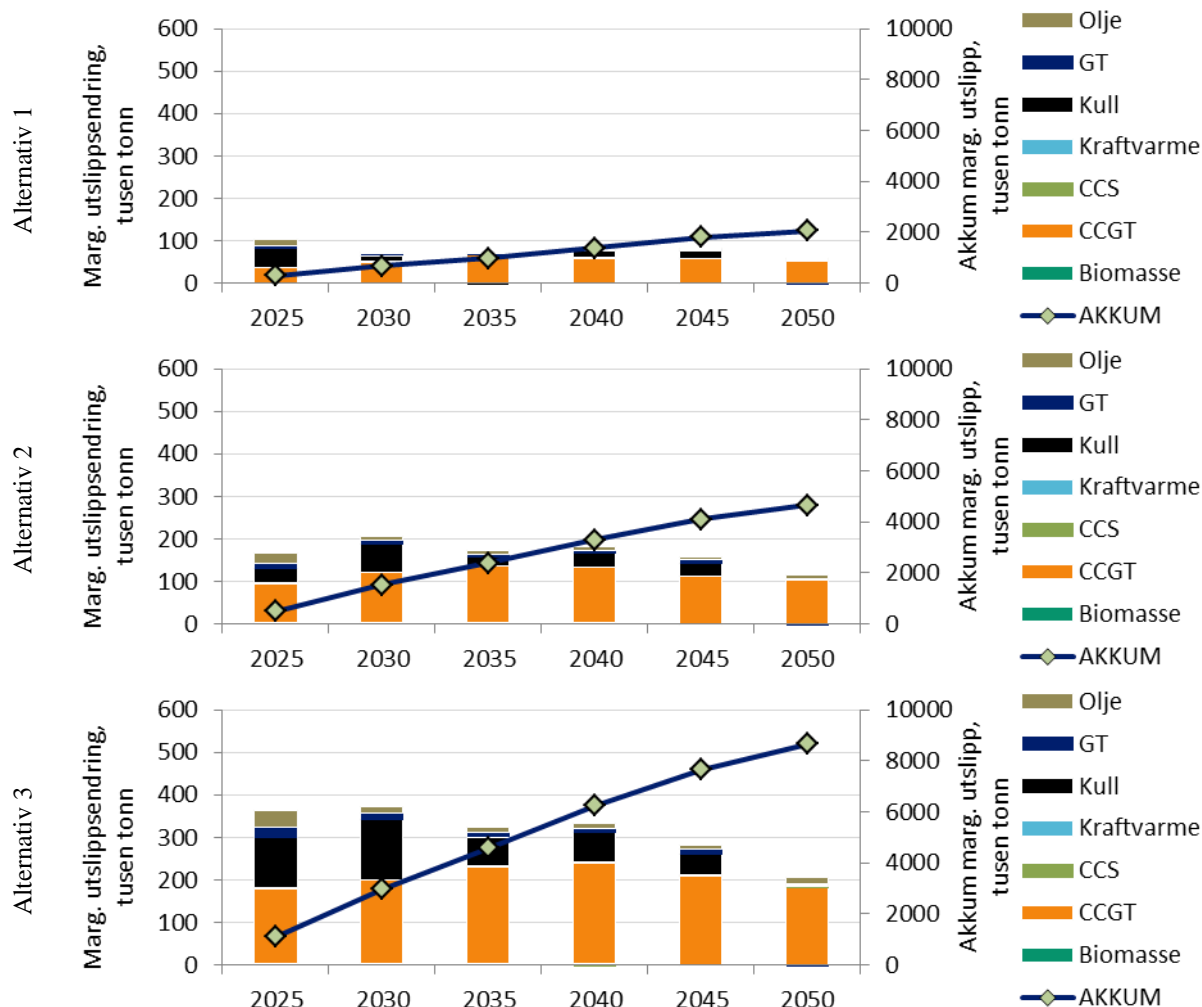 Alternativ 1
Marg. utslippsendring,
tusen tonn
600
500
400
300
200
100
0
2025 2030 2035 2040 2045 2050
10000
8000
6000
4000
2000
0
Akkum marg. utslipp,
tusen tonn
Olje
GT
Kull
Kraftvarme
CCS
CCGT
Biomasse
AKKUM
Alternativ 2
Marg. utslippsendring,
tusen tonn
600
500
400
300
200
100
0
2025 2030 2035 2040 2045 2050
10000
8000
6000
4000
2000
0
Akkum marg. utslipp,
tusen tonn
Olje
GT
Kull
Kraftvarme
CCS
CCGT
Biomasse
AKKUM
Alternativ 3
Marg. utslippsendring,
tusen tonn
600
500
400
300
200
100
0
2025 2030 2035 2040 2045 2050
10000
8000
6000
4000
2000
0
Akkum marg. utslipp,
tusen tonn
Olje
GT
Kull
Kraftvarme
CCS
CCGT
Biomasse
AKKUM